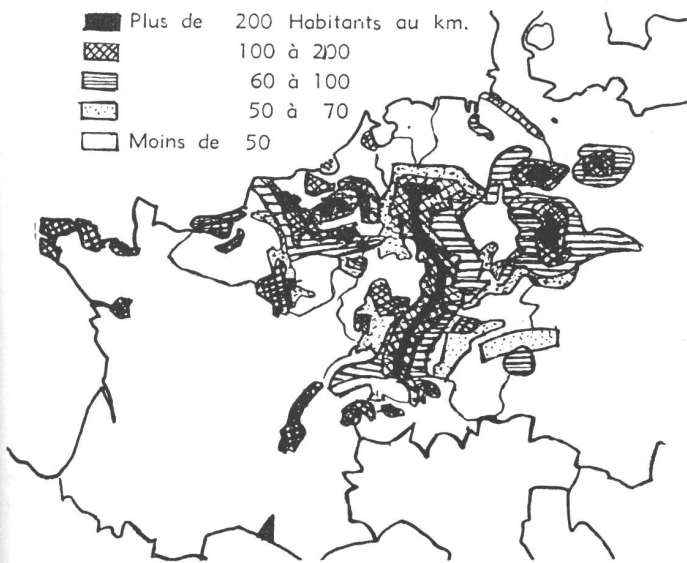 Plus de 200 Habitants au km.
100 à 200
60 à 100
50 à 70
Moins de 50